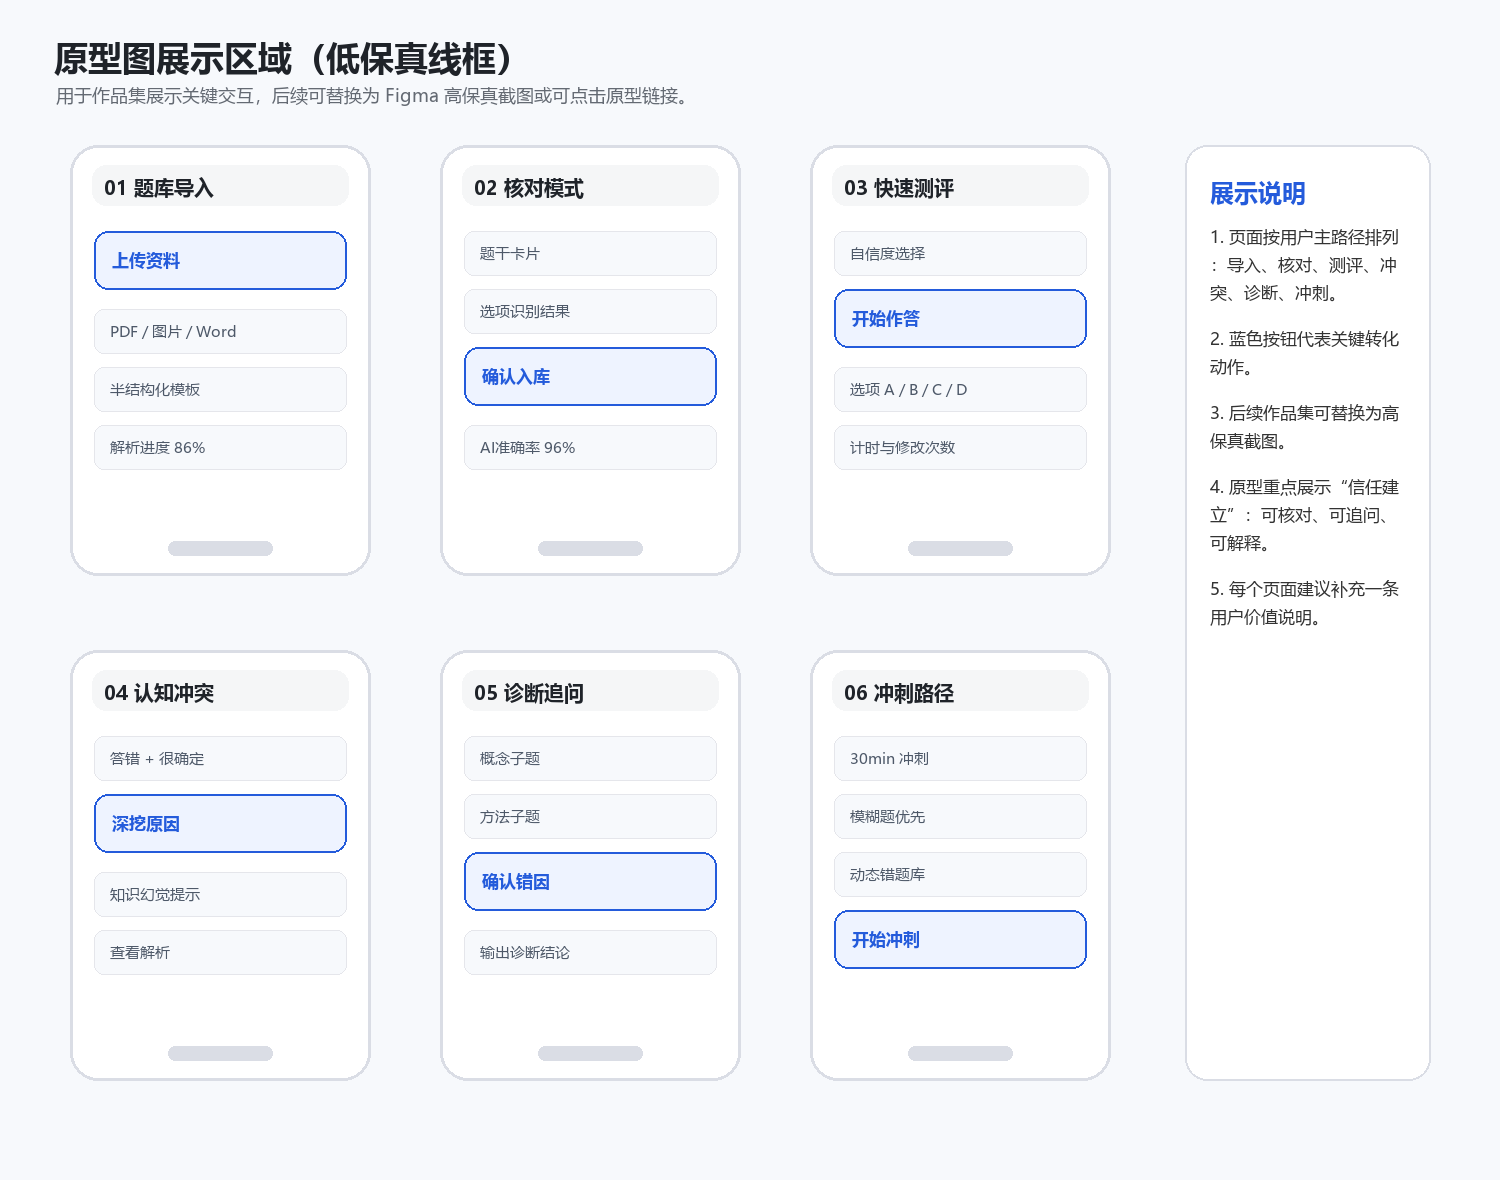 原型图展示区域（低保真线框）
用于作品集展示关键交互，后续可替换为 Figma 高保真截图或可点击原型链接。
01 题库导入
上传资料
PDF / 图片 / Word
半结构化模板
解析进度 86%
02 核对模式
题干卡片
选项识别结果
确认入库
AI准确率 96%
03 快速测评
自信度选择
开始作答
选项 A / B / C / D
计时与修改次数
04 认知冲突
答错 + 很确定
深挖原因
知识幻觉提示
查看解析
05 诊断追问
概念子题
方法子题
确认错因
输出诊断结论
06 冲刺路径
30min 冲刺
模糊题优先
动态错题库
开始冲刺
展示说明
1. 页面按用户主路径排列
：导入、核对、测评、冲
突、诊断、冲刺。
2. 蓝色按钮代表关键转化
动作。
3. 后续作品集可替换为高
保真截图。
4. 原型重点展示“信任建
立”：可核对、可追问、
可解释。
5. 每个页面建议补充一条
用户价值说明。